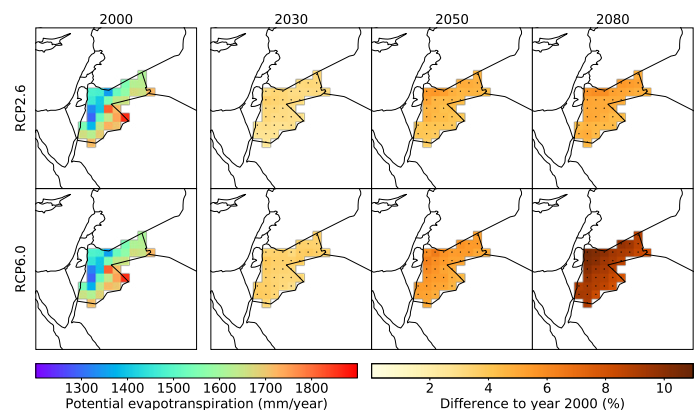 2000 2030 2050 2080
RCP2.6
RCP6.0
1300 1400 1500 1600 1700 1800 2 4 6 8 10
Potential evapotranspiration (mm/year) Difference to year 2000 (%)